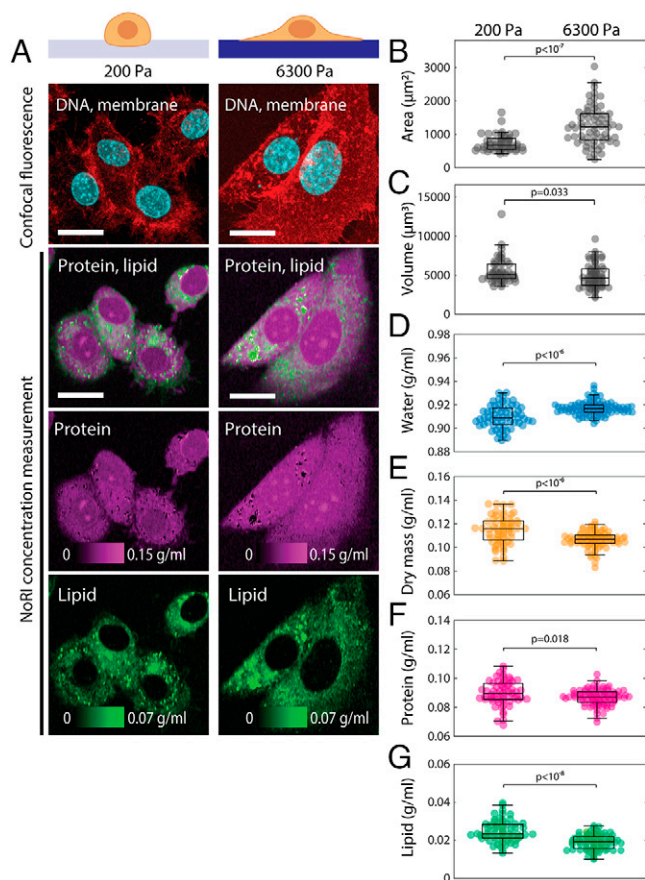 A
200 Pa
6300 Pa
Confocal fluorescence
DNA, membrane
DNA, membrane
NoRI concentration measurement
Protein, lipid
Protein, lipid
Protein
0 0.15 g/ml
Protein
0 0.15 g/ml
Lipid
0 0.07 g/ml
Lipid
0 0.07 g/ml
200 Pa
6300 Pa
B
p<10⁻⁷
Area (µm²)
3000
2000
1000
0
C
p=0.033
Volume (µm³)
15000
10000
5000
0
D
p<10⁻⁶
Water (g/ml)
0.98
0.96
0.94
0.92
0.90
0.88
E
p<10⁻⁶
Dry mass (g/ml)
0.16
0.14
0.12
0.10
0.08
0.06
F
p=0.018
Protein (g/ml)
0.14
0.12
0.10
0.08
0.06
G
p<10⁻⁸
Lipid (g/ml)
0.06
0.04
0.02
0